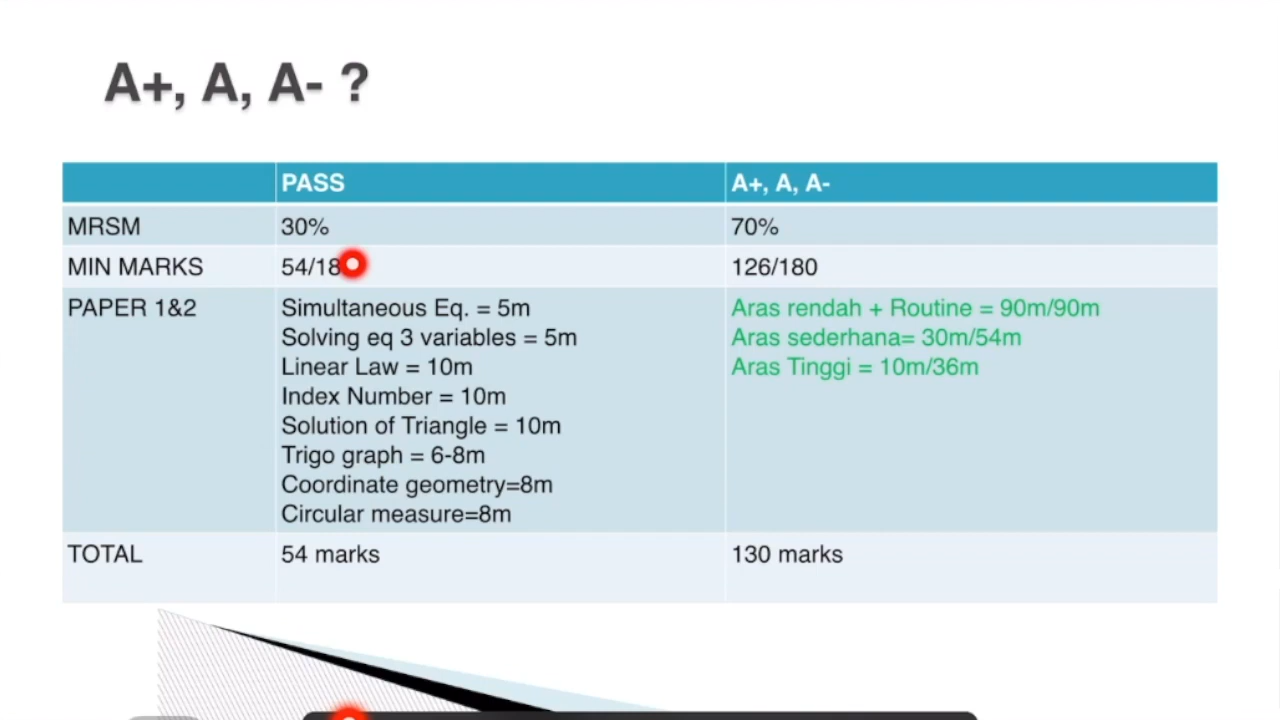 A+, A, A- ?
PASS A+, A, A-
MRSM 30% 70%
MIN MARKS 54/18 126/180
PAPER 1&2 Simultaneous Eq. = 5m Aras rendah + Routine = 90m/90m
Solving eq 3 variables = 5m Aras sederhana= 30m/54m
Linear Law = 10m Aras Tinggi = 10m/36m
Index Number = 10m
Solution of Triangle = 10m
Trigo graph = 6-8m
Coordinate geometry=8m
Circular measure=8m
TOTAL 54 marks 130 marks